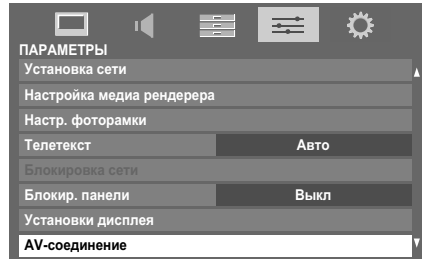 ПАРАМЕТРЫ
Установка сети
Настройка медиа рендерера
Настр. фоторамки
Телетекст Авто
Блокировка сети
Блокир. панели Выкл
Установки дисплея
AV-соединение